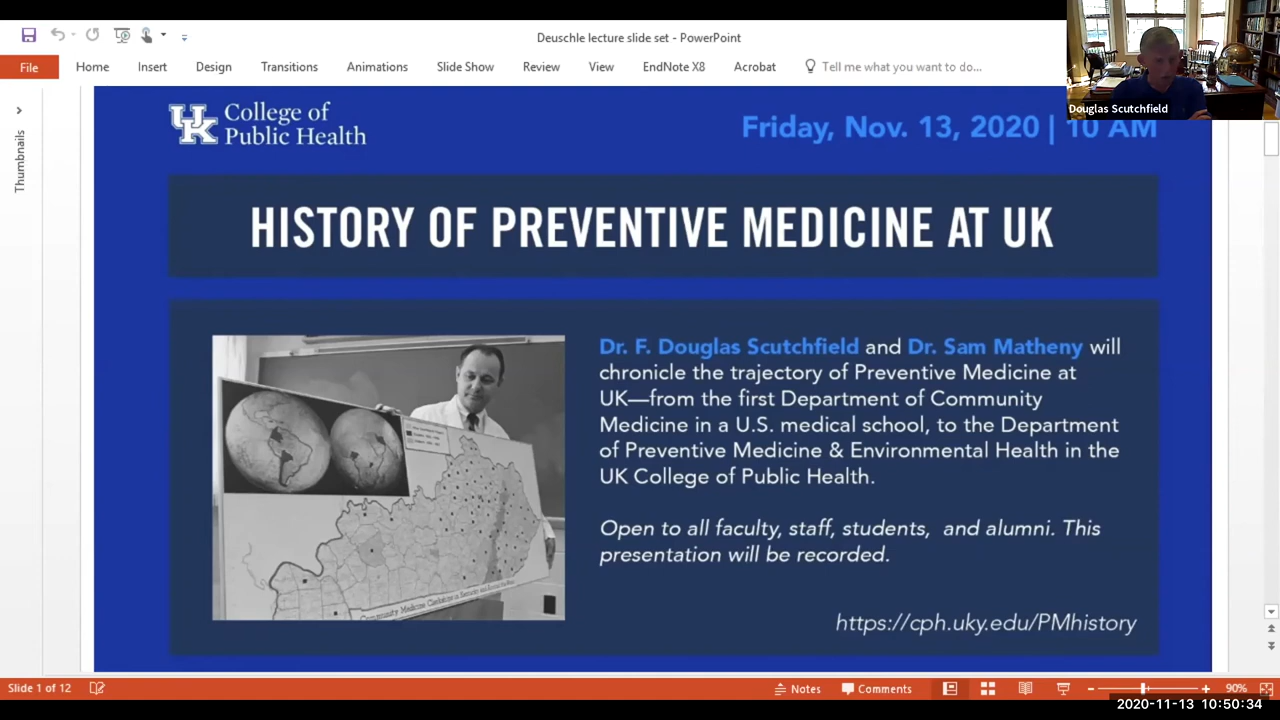 Deuschle lecture slide set - PowerPoint
File Home Insert Design Transitions Animations Slide Show Review View EndNote X8 Acrobat Tell me what you want to do...
Douglas Scutchfield
Thumbnails
UK College of
Public Health
Friday, Nov. 13, 2020 | 10 AM
HISTORY OF PREVENTIVE MEDICINE AT UK
Dr. F. Douglas Scutchfield and Dr. Sam Matheny will
chronicle the trajectory of Preventive Medicine at
UK—from the first Department of Community
Medicine in a U.S. medical school, to the Department
of Preventive Medicine & Environmental Health in the
UK College of Public Health.
Open to all faculty, staff, students, and alumni. This
presentation will be recorded.
https://cph.uky.edu/PMhistory
Community Medicine
Slide 1 of 12 Notes Comments 90%
2020-11-13 10:50:34